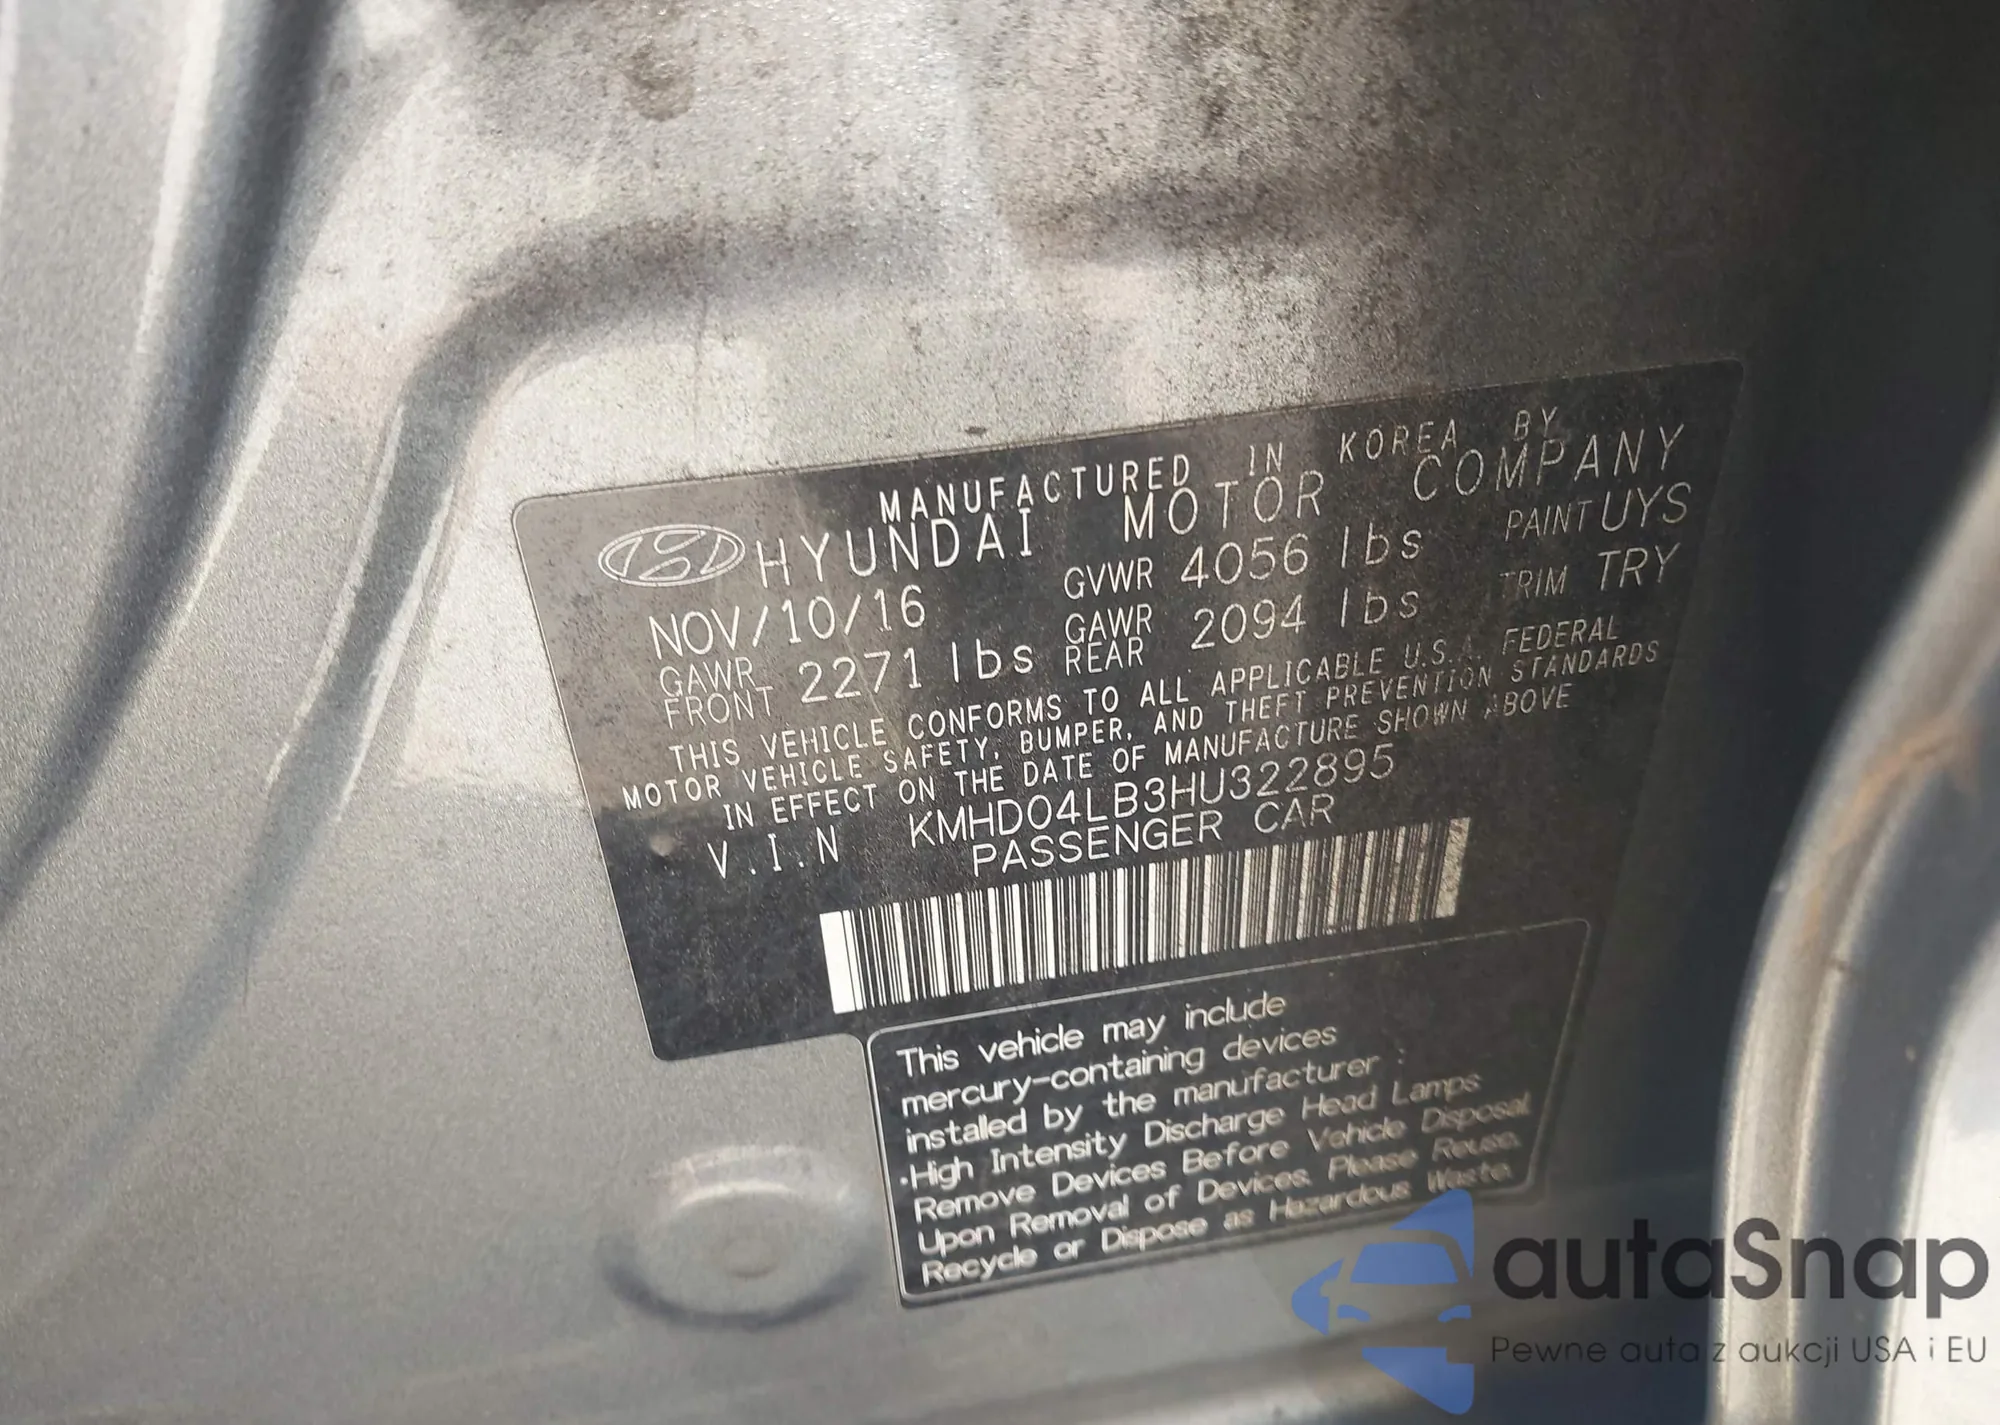 MANUFACTURED IN KOREA BY
HYUNDAI MOTOR COMPANY
NOV/10/16 GVWR 4056 lbs PAINT UYS
GAWR FRONT 2271 lbs GAWR REAR 2094 lbs TRIM TRY
THIS VEHICLE CONFORMS TO ALL APPLICABLE U.S.A. FEDERAL
MOTOR VEHICLE SAFETY, BUMPER, AND THEFT PREVENTION STANDARDS
IN EFFECT ON THE DATE OF MANUFACTURE SHOWN ABOVE
V.I.N KMHD04LB3HU322895
PASSENGER CAR
This vehicle may include
mercury-containing devices
installed by the manufacturer :
·High Intensity Discharge Head Lamps
Remove Devices Before Vehicle Disposal
Upon Removal of Devices. Please Reuse.
Recycle or Dispose as Hazardous Waste.
autaSnap
Pewne auta z aukcji USA i EU